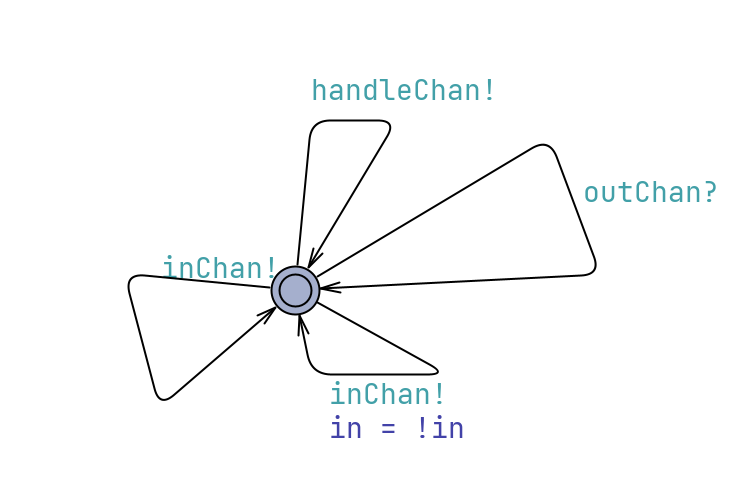 handleChan!
outChan?
inChan!
inChan!
in = !in